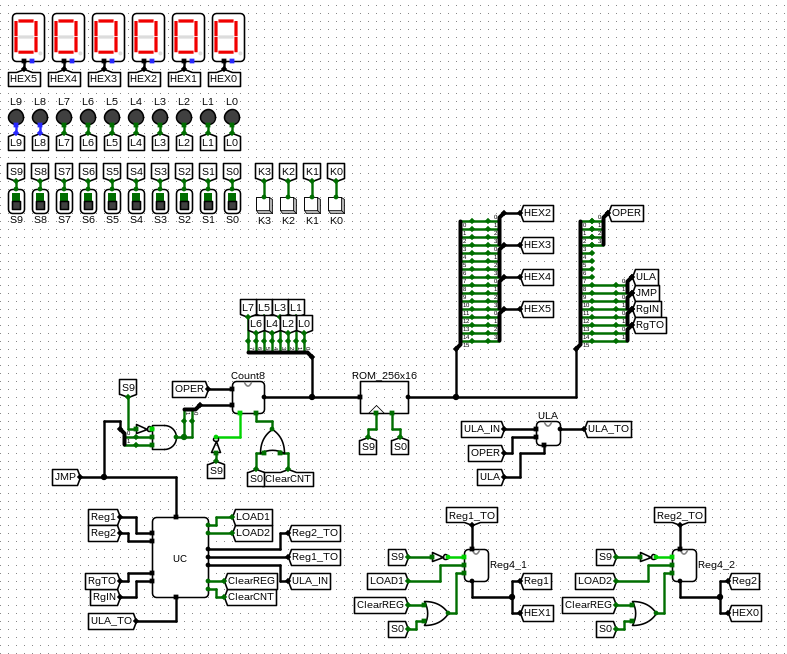 HEX5 HEX4 HEX3 HEX2 HEX1 HEX0
L9 L8 L7 L6 L5 L4 L3 L2 L1 L0
L9 L8 L7 L6 L5 L4 L3 L2 L1 L0
S9 S8 S7 S6 S5 S4 S3 S2 S1 S0 K3 K2 K1 K0
S9 S8 S7 S6 S5 S4 S3 S2 S1 S0 K3 K2 K1 K0
HEX2 OPER
HEX3
HEX4 ULA
JMP
HEX5 RgIN
RgTO
L7 L5 L3 L1
L6 L4 L2 L0
Count8 ROM_256x16
S9 OPER
ULA
ULA_IN ULA_TO
S9 S0
OPER
S9
JMP S0 ClearCNT ULA
Reg1 LOAD1 Reg1_TO Reg2_TO
Reg2 LOAD2 Reg2_TO
UC Reg1_TO S9 S9
Reg4_1 Reg4_2
RgTO ClearREG ULA_IN LOAD1 Reg1 LOAD2 Reg2
RgIN ClearCNT
ClearREG HEX1 ClearREG HEX0
ULA_TO
S0 S0